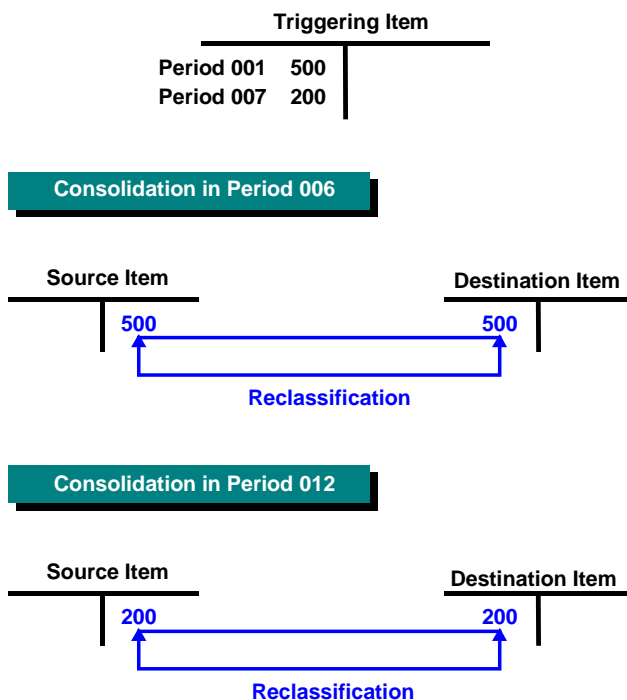 Triggering Item
Period 001 500
Period 007 200
Consolidation in Period 006
Source Item Destination Item
500 500
Reclassification
Consolidation in Period 012
Source Item Destination Item
200 200
Reclassification